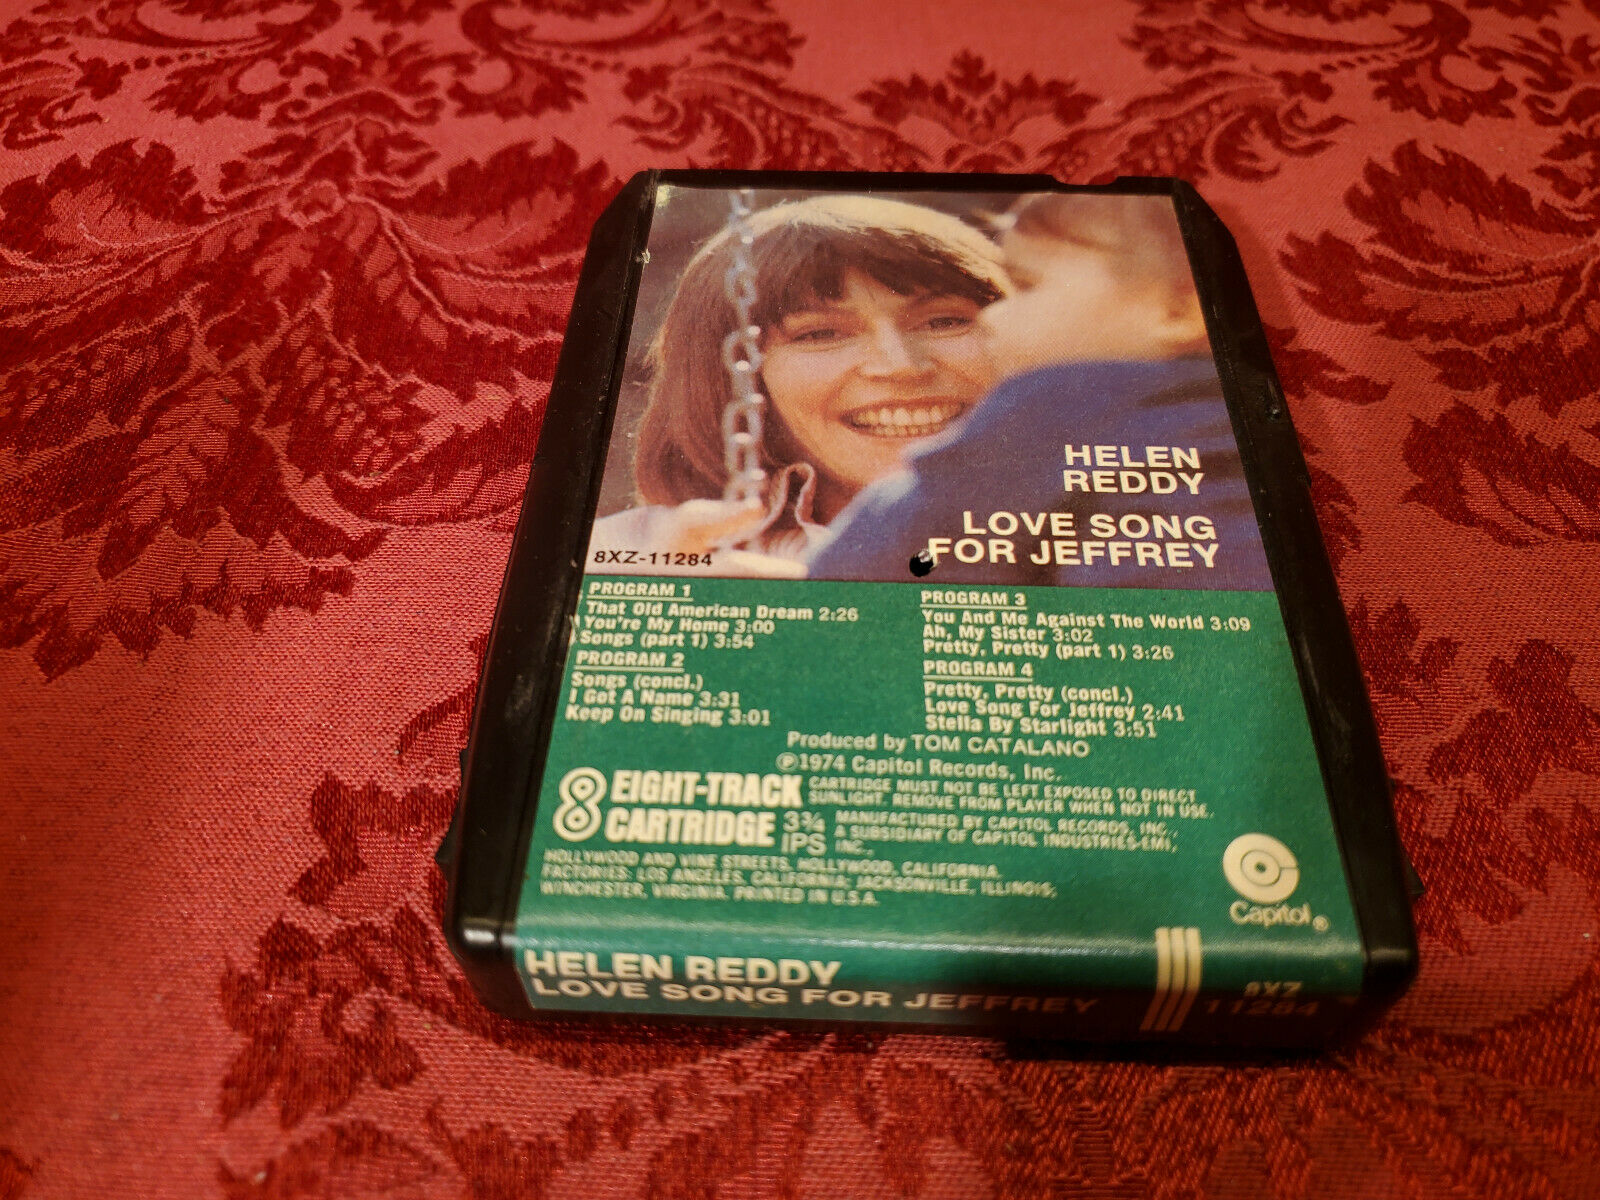 HELEN
REDDY
LOVE SONG
FOR JEFFREY
8XZ-11284
PROGRAM 1
That Old American Dream 2:26
You're My Home 3:00
Songs (part 1) 3:54
PROGRAM 2
Songs (concl.)
I Got A Name 3:31
Keep On Singing 3:01
PROGRAM 3
You And Me Against The World 3:09
Ah, My Sister 3:02
Pretty, Pretty (part 1) 3:26
PROGRAM 4
Pretty, Pretty (concl.)
Love Song For Jeffrey 2:41
Stella By Starlight 3:51
Produced by TOM CATALANO
℗1974 Capitol Records, Inc.
8 EIGHT-TRACK
CARTRIDGE
3¾
IPS
CARTRIDGE MUST NOT BE LEFT EXPOSED TO DIRECT
SUNLIGHT. REMOVE FROM PLAYER WHEN NOT IN USE.
MANUFACTURED BY CAPITOL RECORDS, INC.,
A SUBSIDIARY OF CAPITOL INDUSTRIES-EMI,
INC.,
HOLLYWOOD AND VINE STREETS, HOLLYWOOD, CALIFORNIA.
FACTORIES: LOS ANGELES, CALIFORNIA; JACKSONVILLE, ILLINOIS;
WINCHESTER, VIRGINIA. PRINTED IN U.S.A.
Capitol®
HELEN REDDY
LOVE SONG FOR JEFFREY
8XZ
11284